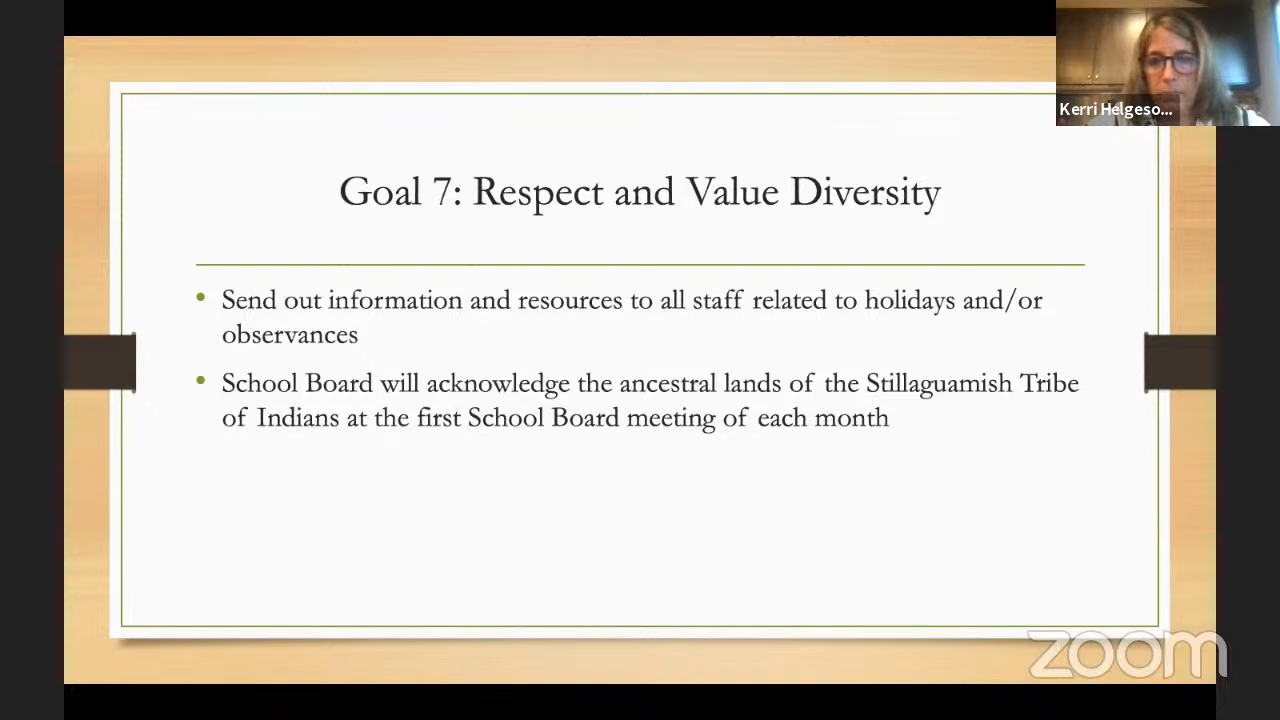 Kerri Helgeso...
Goal 7: Respect and Value Diversity
• Send out information and resources to all staff related to holidays and/or
observances
• School Board will acknowledge the ancestral lands of the Stillaguamish Tribe
of Indians at the first School Board meeting of each month
zoom